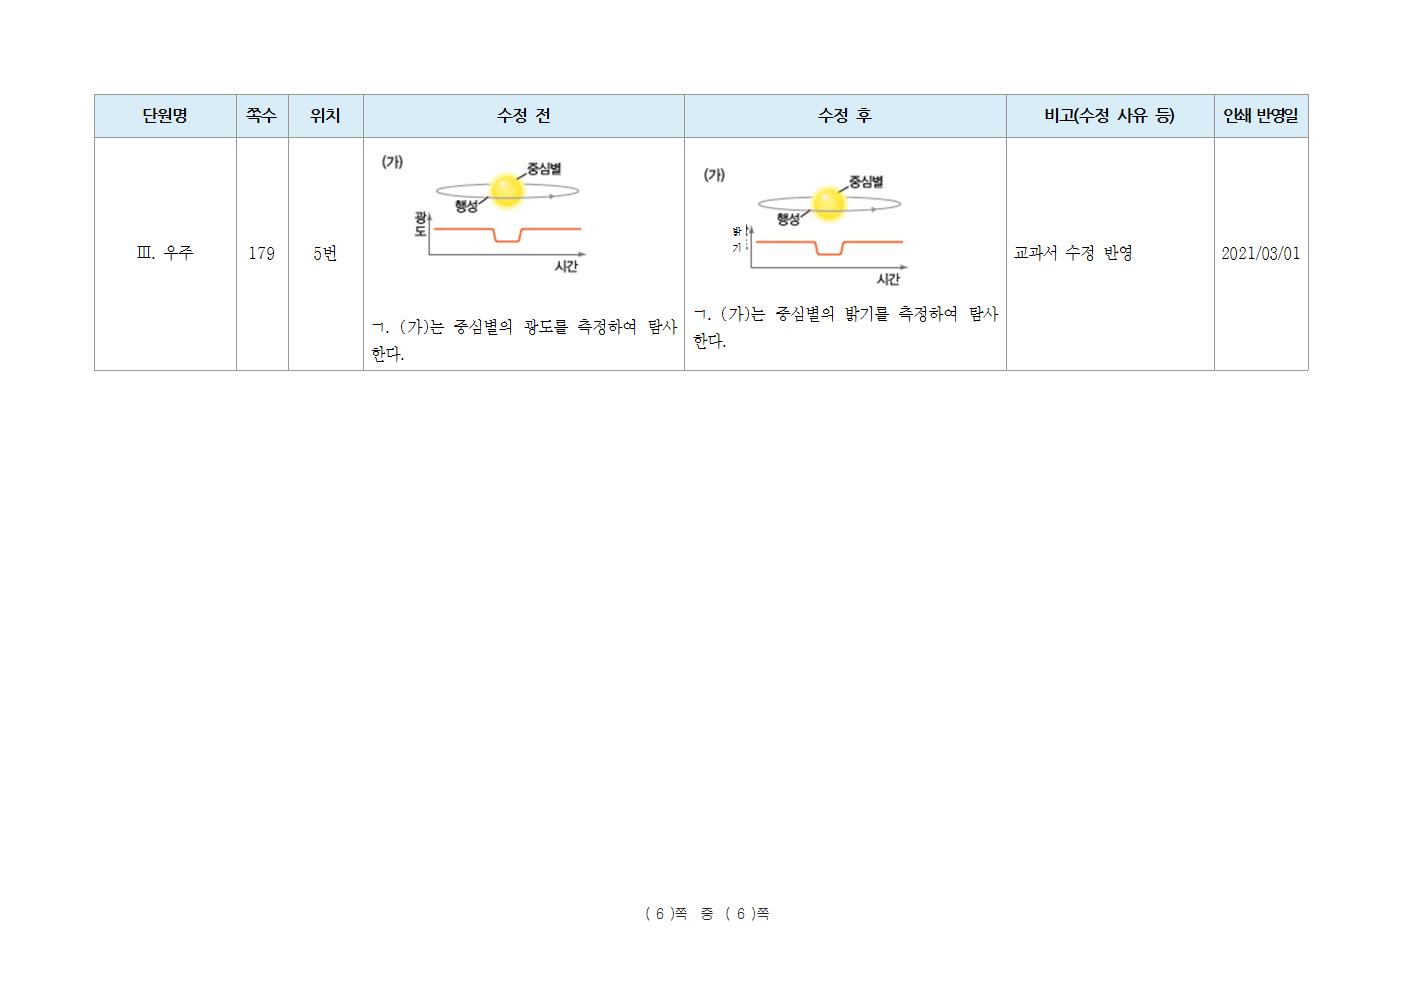 단원명 쪽수 위치 수정 전 수정 후 비고(수정 사유 등) 인쇄 반영일
Ⅲ. 우주 179 5번
(가)
중심별
행성
광도
시간
ㄱ. (가)는 중심별의 광도를 측정하여 탐사
한다.
(가)
중심별
행성
밝기
시간
ㄱ. (가)는 중심별의 밝기를 측정하여 탐사
한다.
교과서 수정 반영 2021/03/01
( 6 )쪽 중 ( 6 )쪽